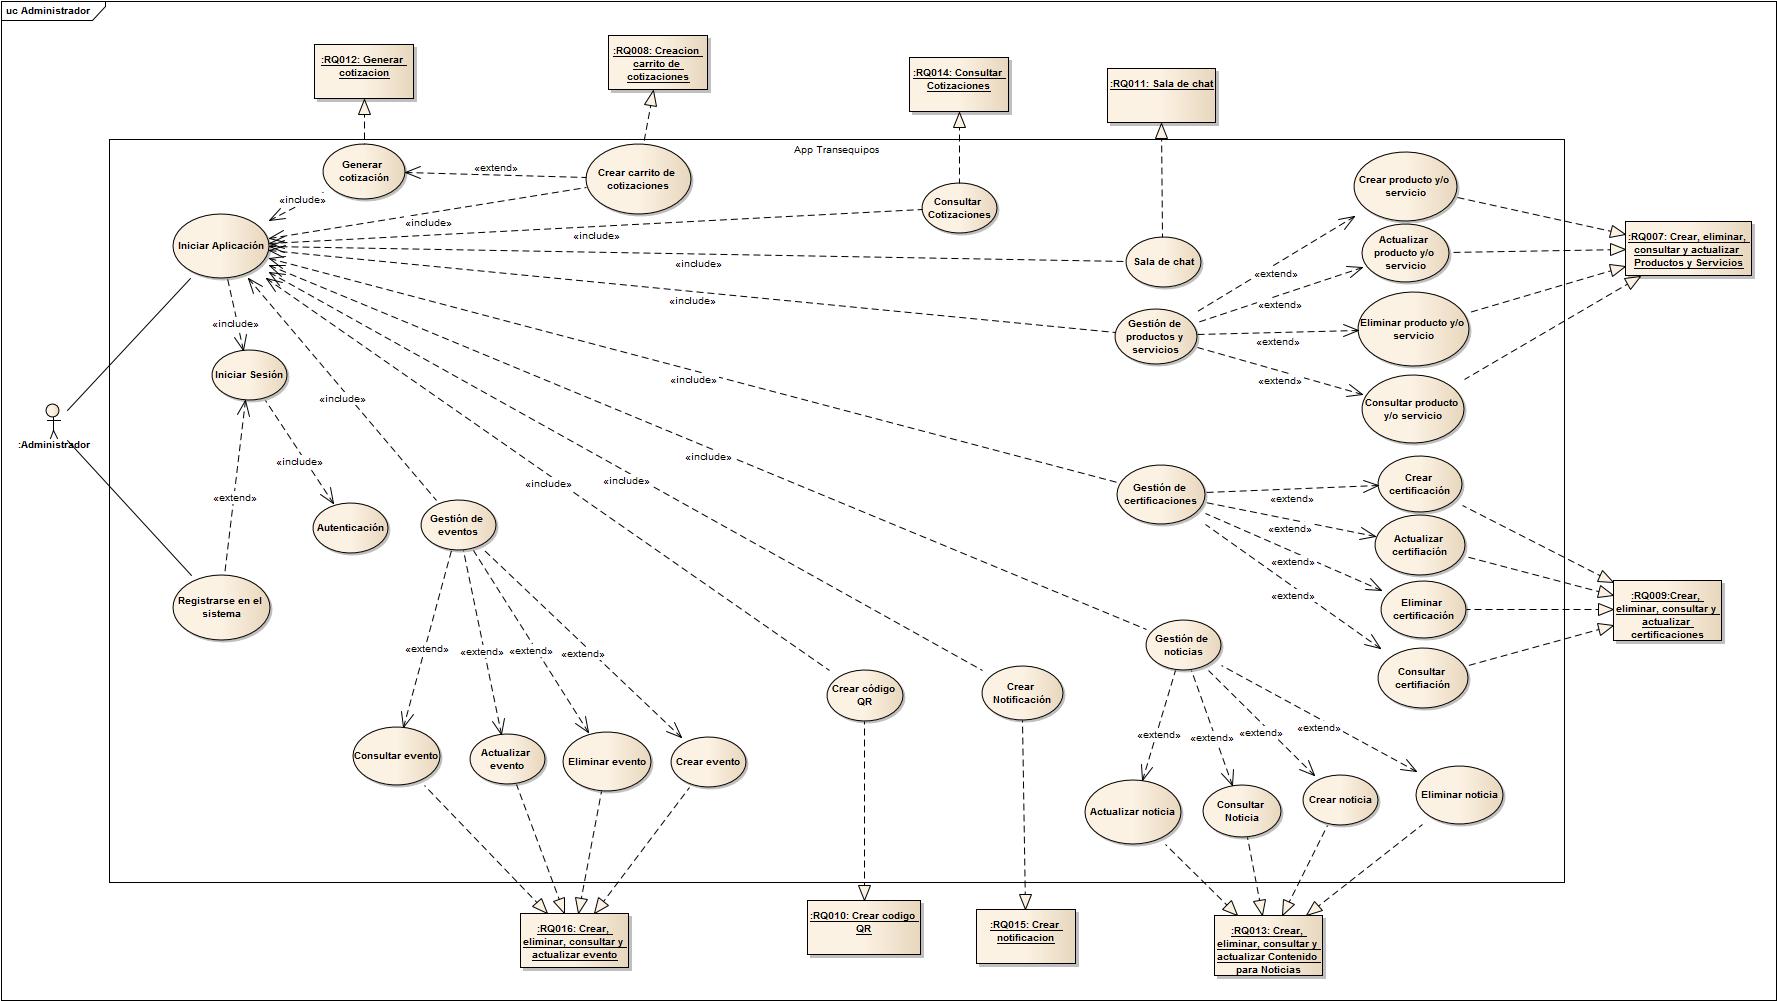 uc Administrador
:RQ012: Generar
cotizacion
:RQ008: Creacion
carrito de
cotizaciones
:RQ014: Consultar
Cotizaciones
:RQ011: Sala de chat
App Transequipos
Generar
cotización
«extend»
Crear carrito de
cotizaciones
Consultar
Cotizaciones
Crear producto y/o
servicio
«include»
«include»
«include»
«include»
«include»
Iniciar Aplicación
Sala de chat
Actualizar
producto y/o
servicio
:RQ007: Crear, eliminar,
consultar y actualizar
Productos y Servicios
«extend»
«extend»
«extend»
«extend»
Gestión de
productos y
servicios
Eliminar producto y/o
servicio
Consultar producto
y/o servicio
«include»
Iniciar Sesión
«include»
«include»
:Administrador
«include»
«include»
«include»
«include»
«extend»
Autenticación
Gestión de
eventos
Registrarse en el
sistema
Gestión de
certificaciones
«extend»
«extend»
«extend»
«extend»
Crear
certificación
Actualizar
certifiación
Eliminar
certificación
Consultar
certifiación
:RQ009:Crear,
eliminar, consultar y
actualizar
certificaciones
«extend»
«extend»
«extend»
«extend»
Gestión de
noticias
Crear código
QR
Crear
Notificación
«extend»
«extend»
«extend»
«extend»
Consultar evento
Actualizar
evento
Eliminar evento
Crear evento
Actualizar noticia
Consultar
Noticia
Crear noticia
Eliminar noticia
:RQ016: Crear,
eliminar, consultar y
actualizar evento
:RQ010: Crear codigo
QR
:RQ015: Crear
notificacion
:RQ013: Crear,
eliminar, consultar y
actualizar Contenido
para Noticias